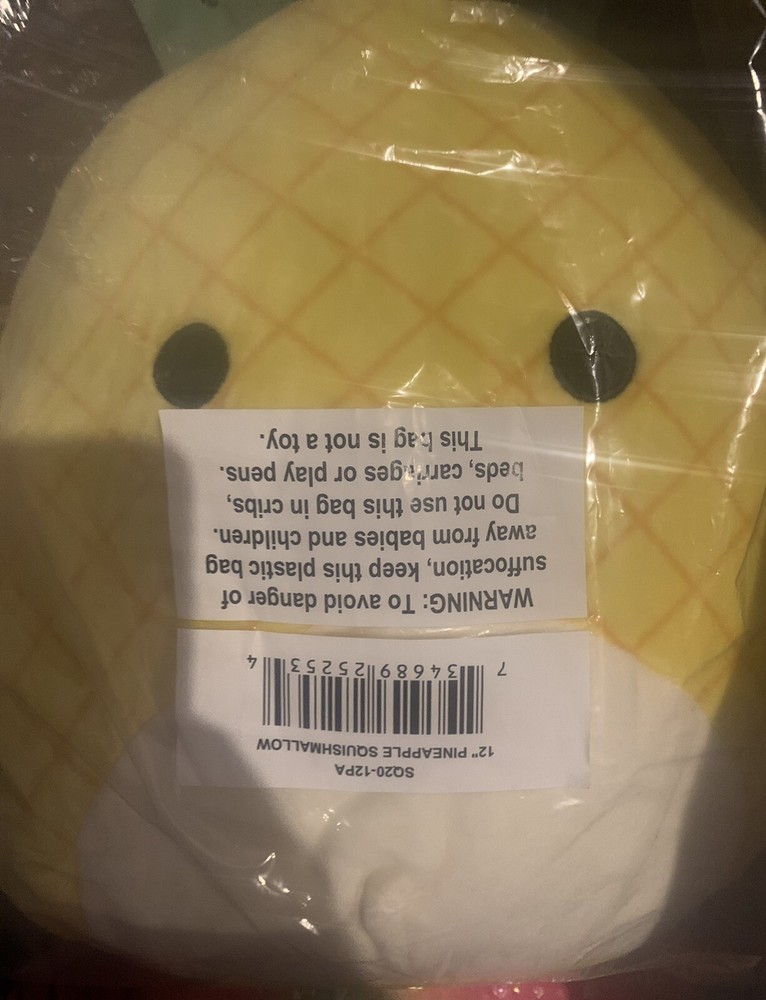 SQ20-12PA
12" PINEAPPLE SQUISHMALLOW
7 34689 25253 4
WARNING: To avoid danger of
suffocation, keep this plastic bag
away from babies and children.
Do not use this bag in cribs,
beds, carriages or play pens.
This bag is not a toy.